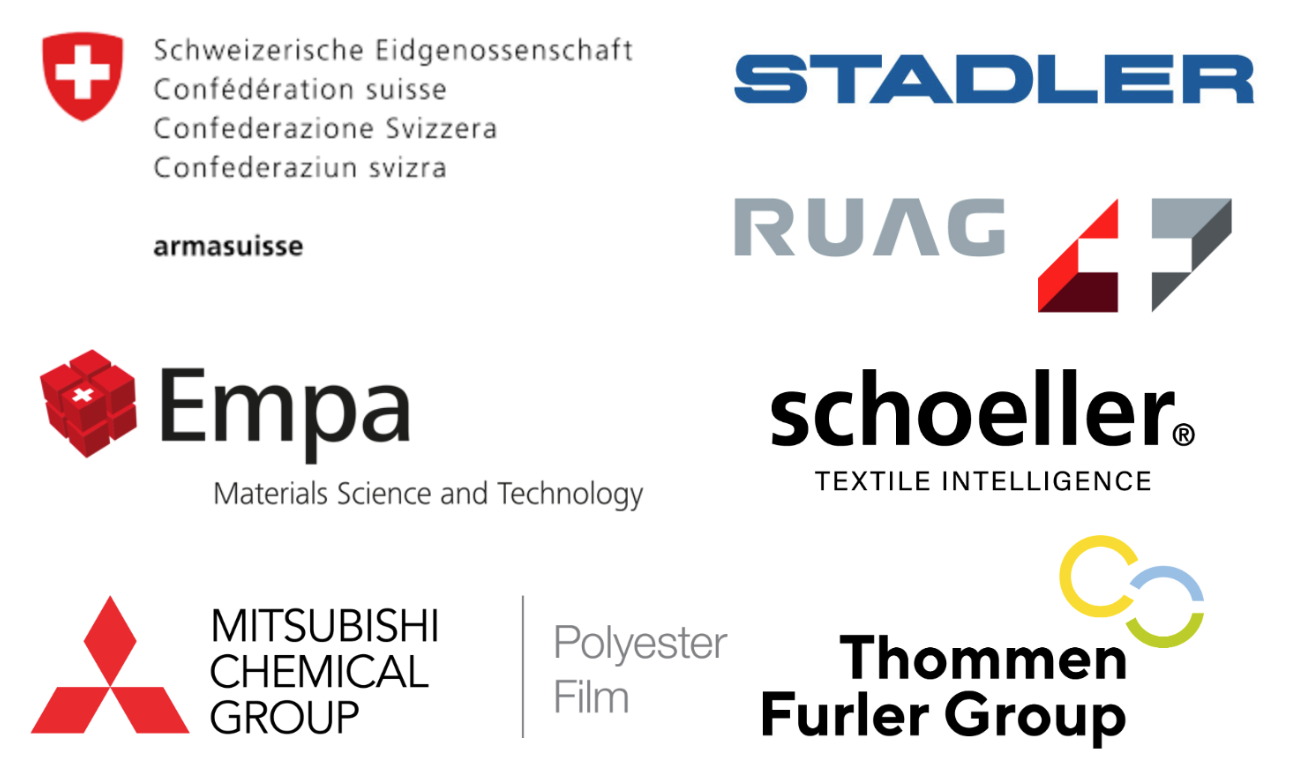 Schweizerische Eidgenossenschaft
Confédération suisse
Confederazione Svizzera
Confederaziun svizra
armasuisse
STADLER
RUAG
Empa
Materials Science and Technology
schoeller®
TEXTILE INTELLIGENCE
MITSUBISHI
CHEMICAL
GROUP
Polyester
Film
Thommen
Furler Group